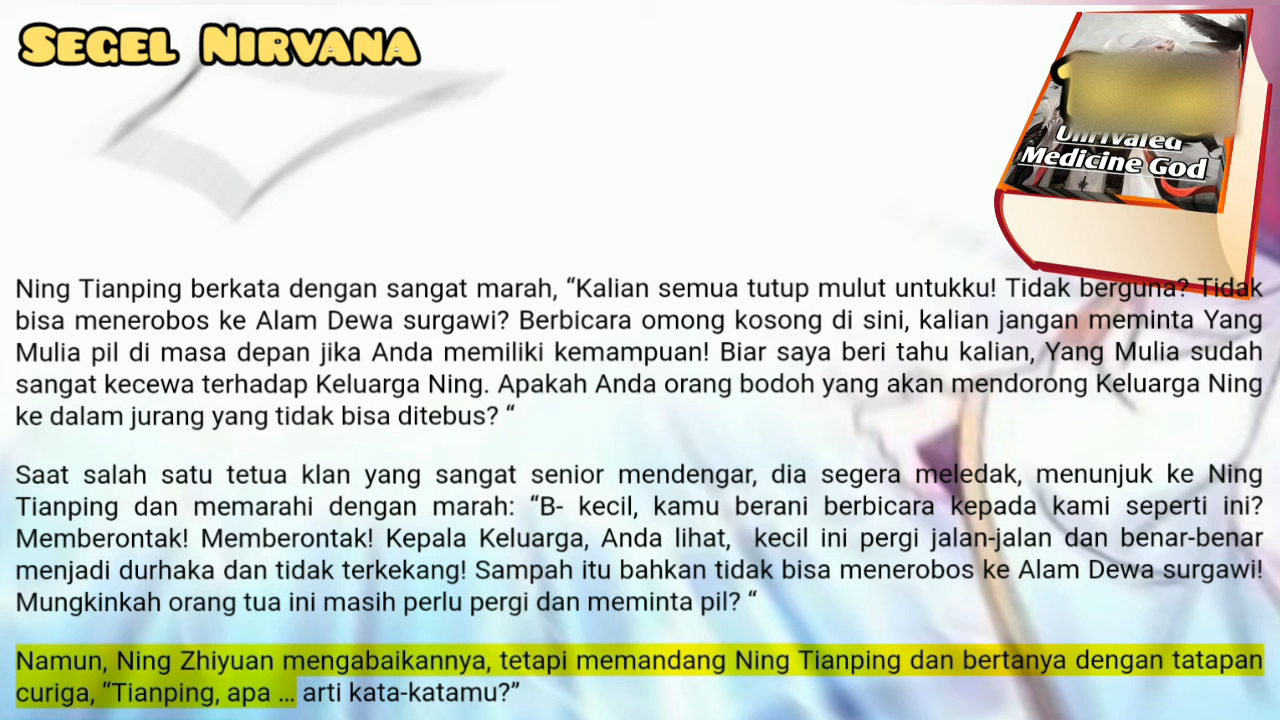 SEGEL NIRVANA
Unrivaled
Medicine God
Ning Tianping berkata dengan sangat marah, “Kalian semua tutup mulut untukku! Tidak berguna? Tidak
bisa menerobos ke Alam Dewa surgawi? Berbicara omong kosong di sini, kalian jangan meminta Yang
Mulia pil di masa depan jika Anda memiliki kemampuan! Biar saya beri tahu kalian, Yang Mulia sudah
sangat kecewa terhadap Keluarga Ning. Apakah Anda orang bodoh yang akan mendorong Keluarga Ning
ke dalam jurang yang tidak bisa ditebus? “
Saat salah satu tetua klan yang sangat senior mendengar, dia segera meledak, menunjuk ke Ning
Tianping dan memarahi dengan marah: “B- kecil, kamu berani berbicara kepada kami seperti ini?
Memberontak! Memberontak! Kepala Keluarga, Anda lihat,  kecil ini pergi jalan-jalan dan benar-benar
menjadi durhaka dan tidak terkekang! Sampah itu bahkan tidak bisa menerobos ke Alam Dewa surgawi!
Mungkinkah orang tua ini masih perlu pergi dan meminta pil? “
Namun, Ning Zhiyuan mengabaikannya, tetapi memandang Ning Tianping dan bertanya dengan tatapan
curiga, “Tianping, apa ... arti kata-katamu?”